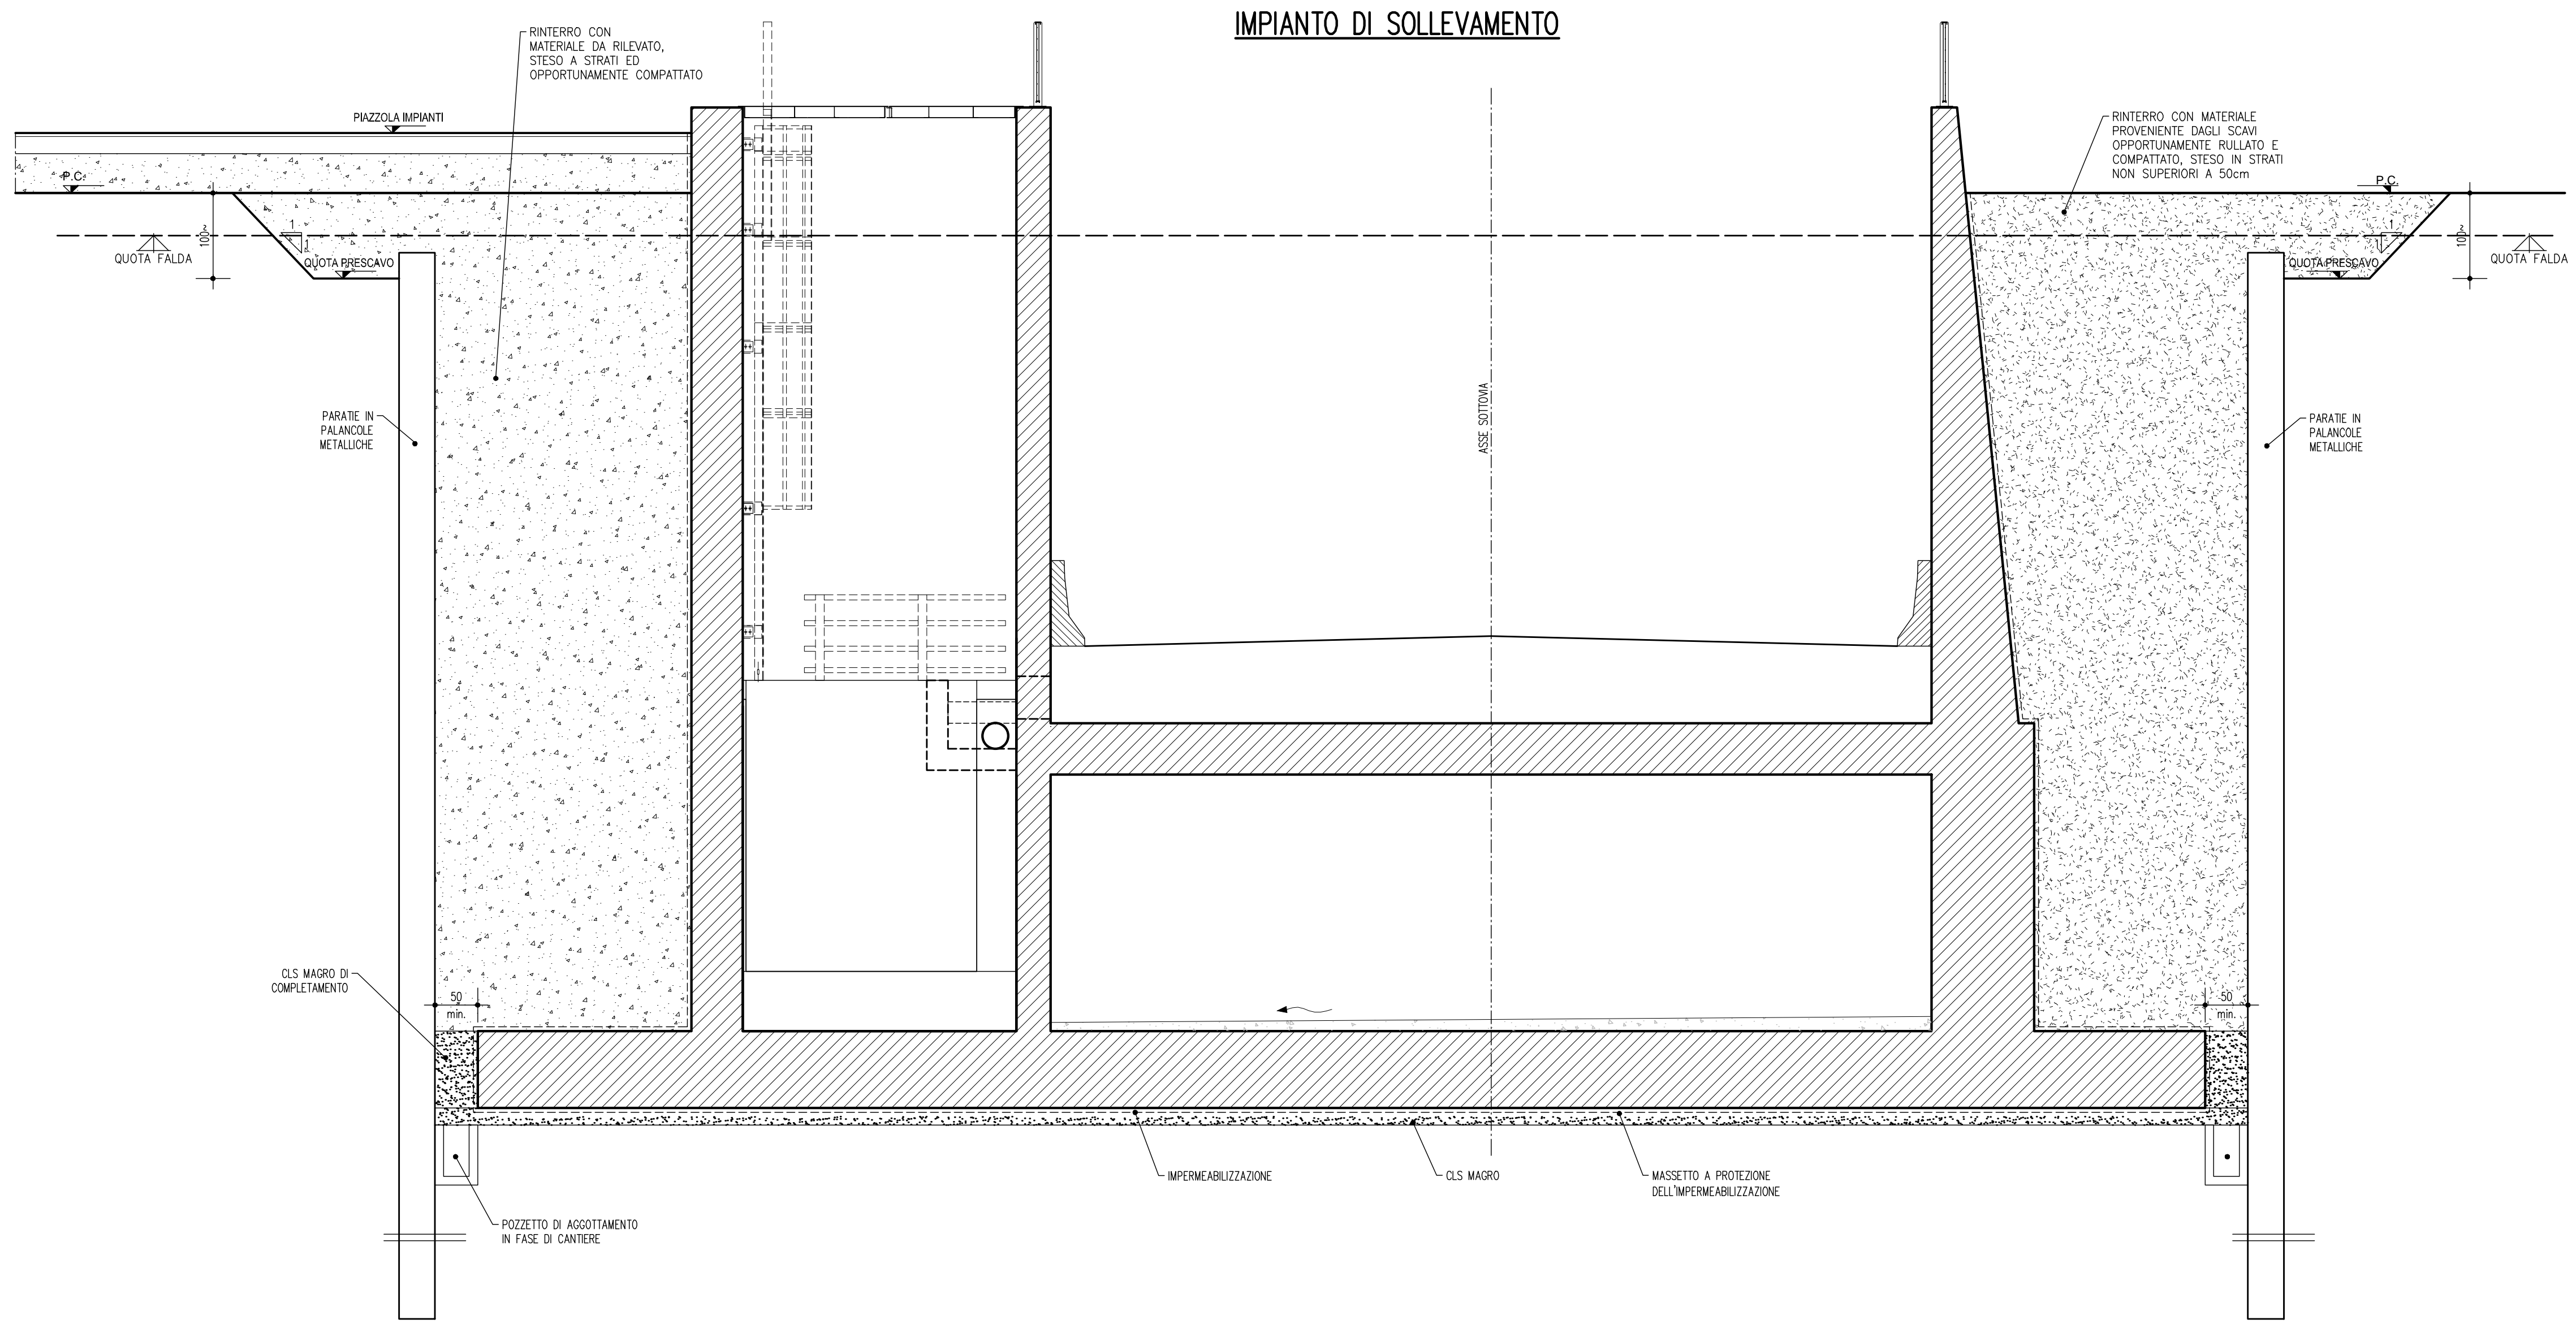 IMPIANTO DI SOLLEVAMENTO
RINTERRO CON
MATERIALE DA RILEVATO,
STESO A STRATI ED
OPPORTUNAMENTE COMPATTATO
PIAZZOLA IMPIANTI
P.C.
RINTERRO CON MATERIALE
PROVENIENTE DAGLI SCAVI
OPPORTUNAMENTE RULLATO E
COMPATTATO, STESO IN STRATI
NON SUPERIORI A 50cm
P.C.
100~
1
1
QUOTA FALDA
QUOTA PRESCAVO
1
1
100~
QUOTA PRESCAVO
QUOTA FALDA
PARATIE IN
PALANCOLE
METALLICHE
ASSE SOTTOVIA
PARATIE IN
PALANCOLE
METALLICHE
CLS MAGRO DI
COMPLETAMENTO
50
min.
50
min.
IMPERMEABILIZZAZIONE
CLS MAGRO
MASSETTO A PROTEZIONE
DELL'IMPERMEABILIZZAZIONE
POZZETTO DI AGGOTTAMENTO
IN FASE DI CANTIERE